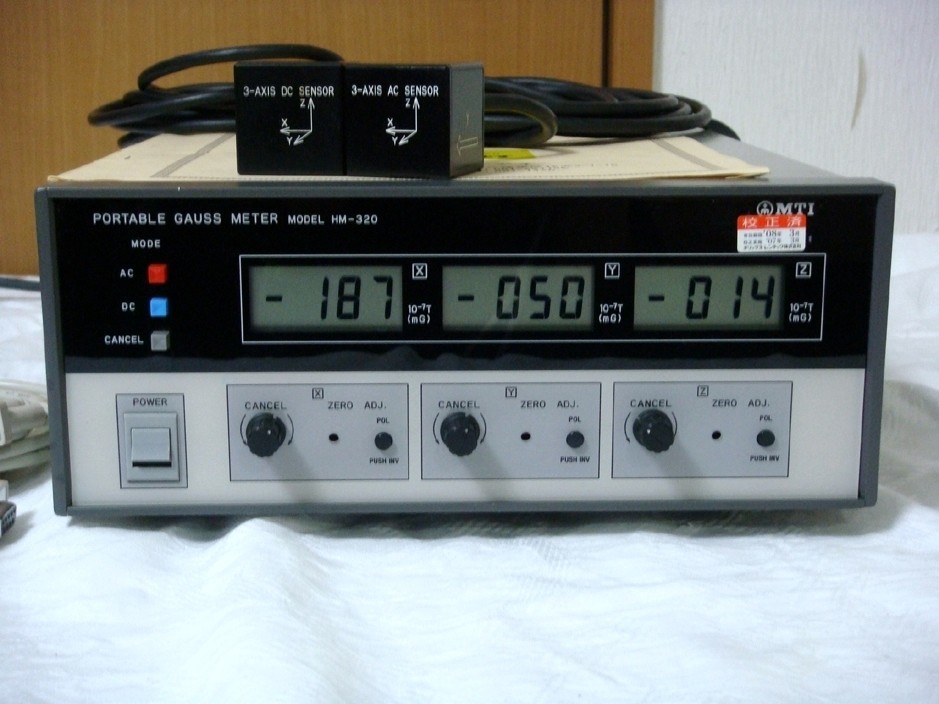 3-AXIS DC SENSOR
Z
X
Y
3-AXIS AC SENSOR
Z
X
Y
PORTABLE GAUSS METER MODEL HM-320
MTI
校正済
MODE
AC
DC
CANCEL
- 187
X
10⁻⁷T
(mG)
- 050
Y
10⁻⁷T
(mG)
- 014
Z
10⁻⁷T
(mG)
POWER
X
CANCEL ZERO ADJ.
POL
PUSH INV
Y
CANCEL ZERO ADJ.
POL
PUSH INV
Z
CANCEL ZERO ADJ.
POL
PUSH INV